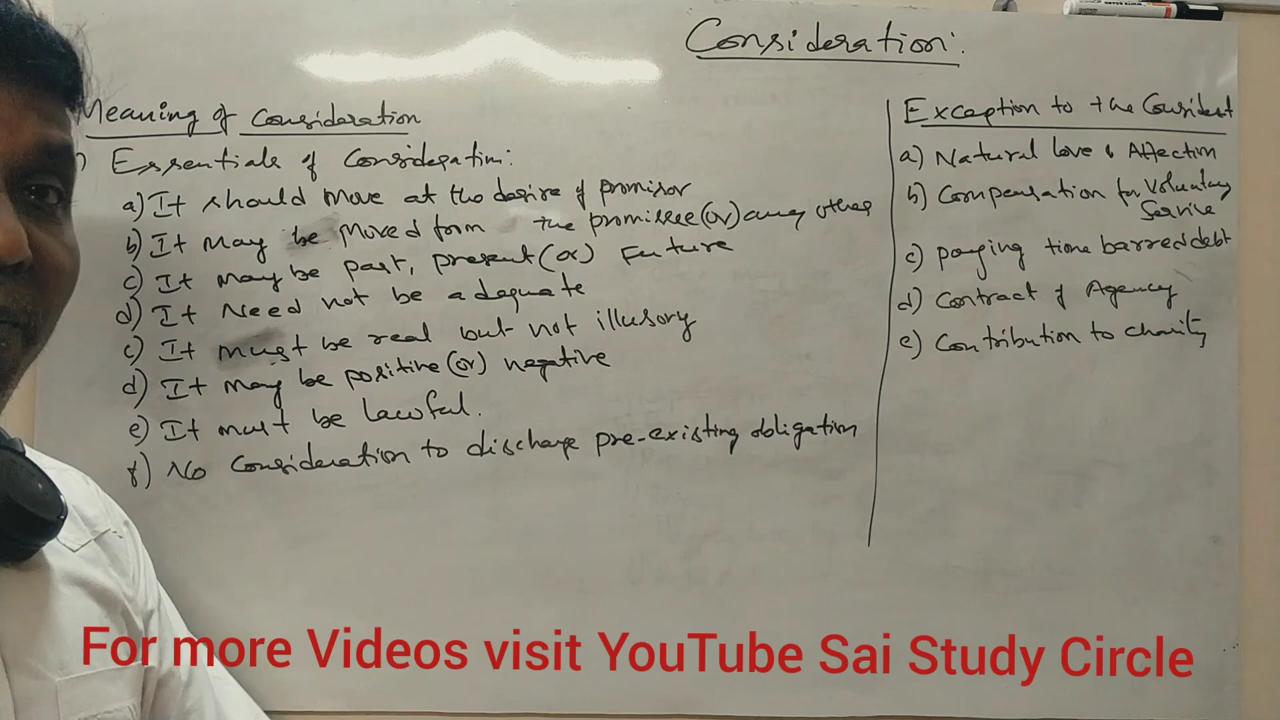 Consideration:
Meaning of Consideration
) Essentials of Consideration:
a) It should move at the desire of promisor
b) It may be moved form the promissee (or) any other
c) It may be past, present (or) Future
d) It Need not be adequate
c) It must be real but not illusory
d) It may be positive (or) negative
e) It must be lawful.
f) No Consideration to discharge pre-existing obligation
Exception to the Considert
a) Natural love & Affection
b) Compensation for Voluntary
Service
c) paying time barred debt
d) Contract of Agency
e) Contribution to charity
For more Videos visit YouTube Sai Study Circle